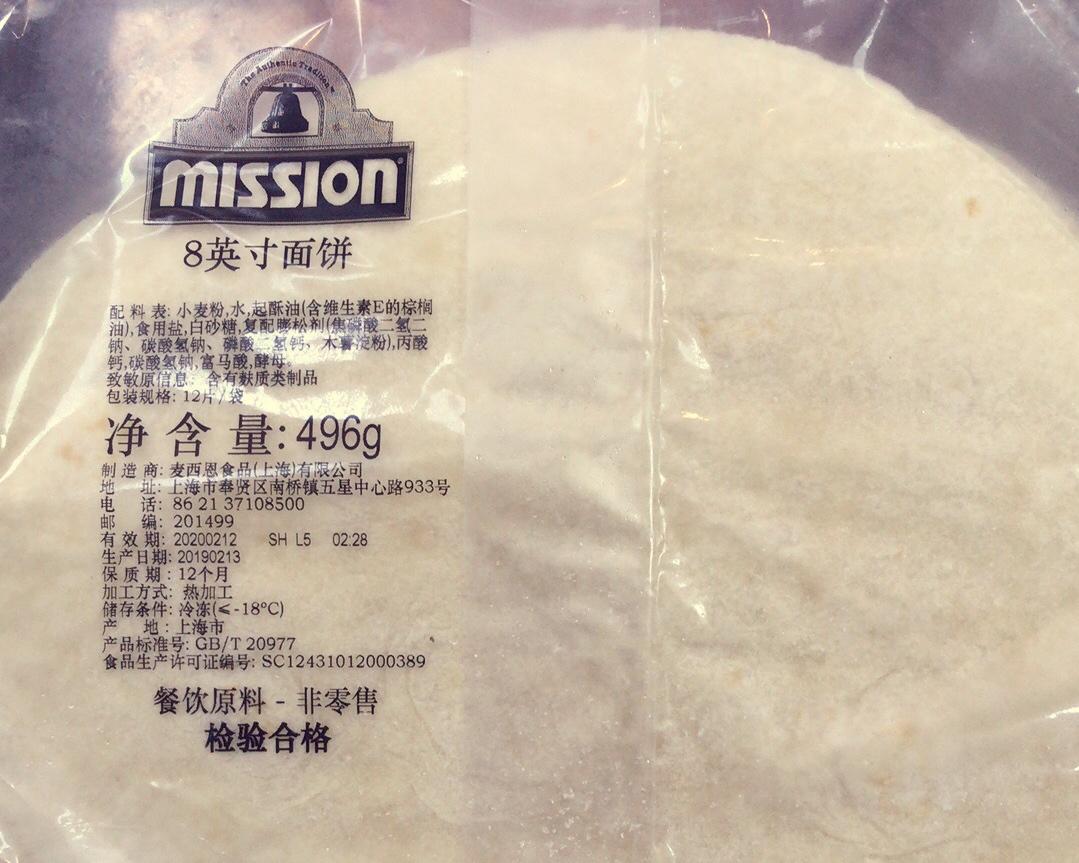 The Authentic Tradition
MISSION
8英寸面饼
配料表: 小麦粉,水,起酥油(含维生素E的棕榈
油),食用盐,白砂糖,复配膨松剂(焦磷酸二氢二
钠、碳酸氢钠、磷酸二氢钙、木薯淀粉),丙酸
钙,碳酸氢钠,富马酸,酵母。
致敏原信息: 含有麸质类制品
包装规格: 12片/袋
净含量: 496g
制造商: 麦西恩食品(上海)有限公司
地址: 上海市奉贤区南桥镇五星中心路933号
电话: 86 21 37108500
邮编: 201499
有效期: 20200212 SH L5 02:28
生产日期: 20190213
保质期: 12个月
加工方式: 热加工
储存条件: 冷冻(≤-18°C)
产地: 上海市
产品标准号: GB/T 20977
食品生产许可证编号: SC12431012000389
餐饮原料 - 非零售
检验合格